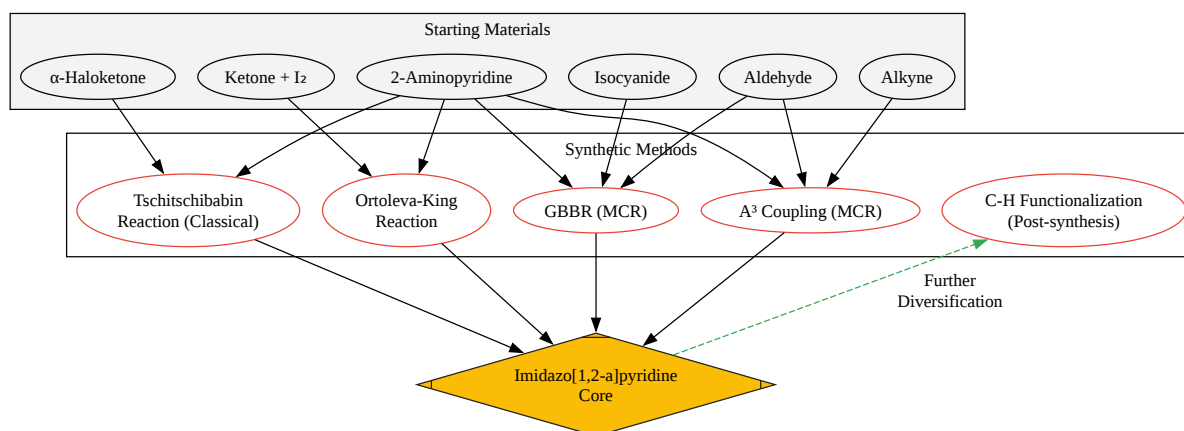 Starting Materials
α-Haloketone
Ketone + I₂
2-Aminopyridine
Isocyanide
Aldehyde
Alkyne
Synthetic Methods
Tschitschibabin
Reaction (Classical)
Ortoleva-King
Reaction
GBBR (MCR)
A³ Coupling (MCR)
C-H Functionalization
(Post-synthesis)
Further
Diversification
Imidazo[1,2-a]pyridine
Core